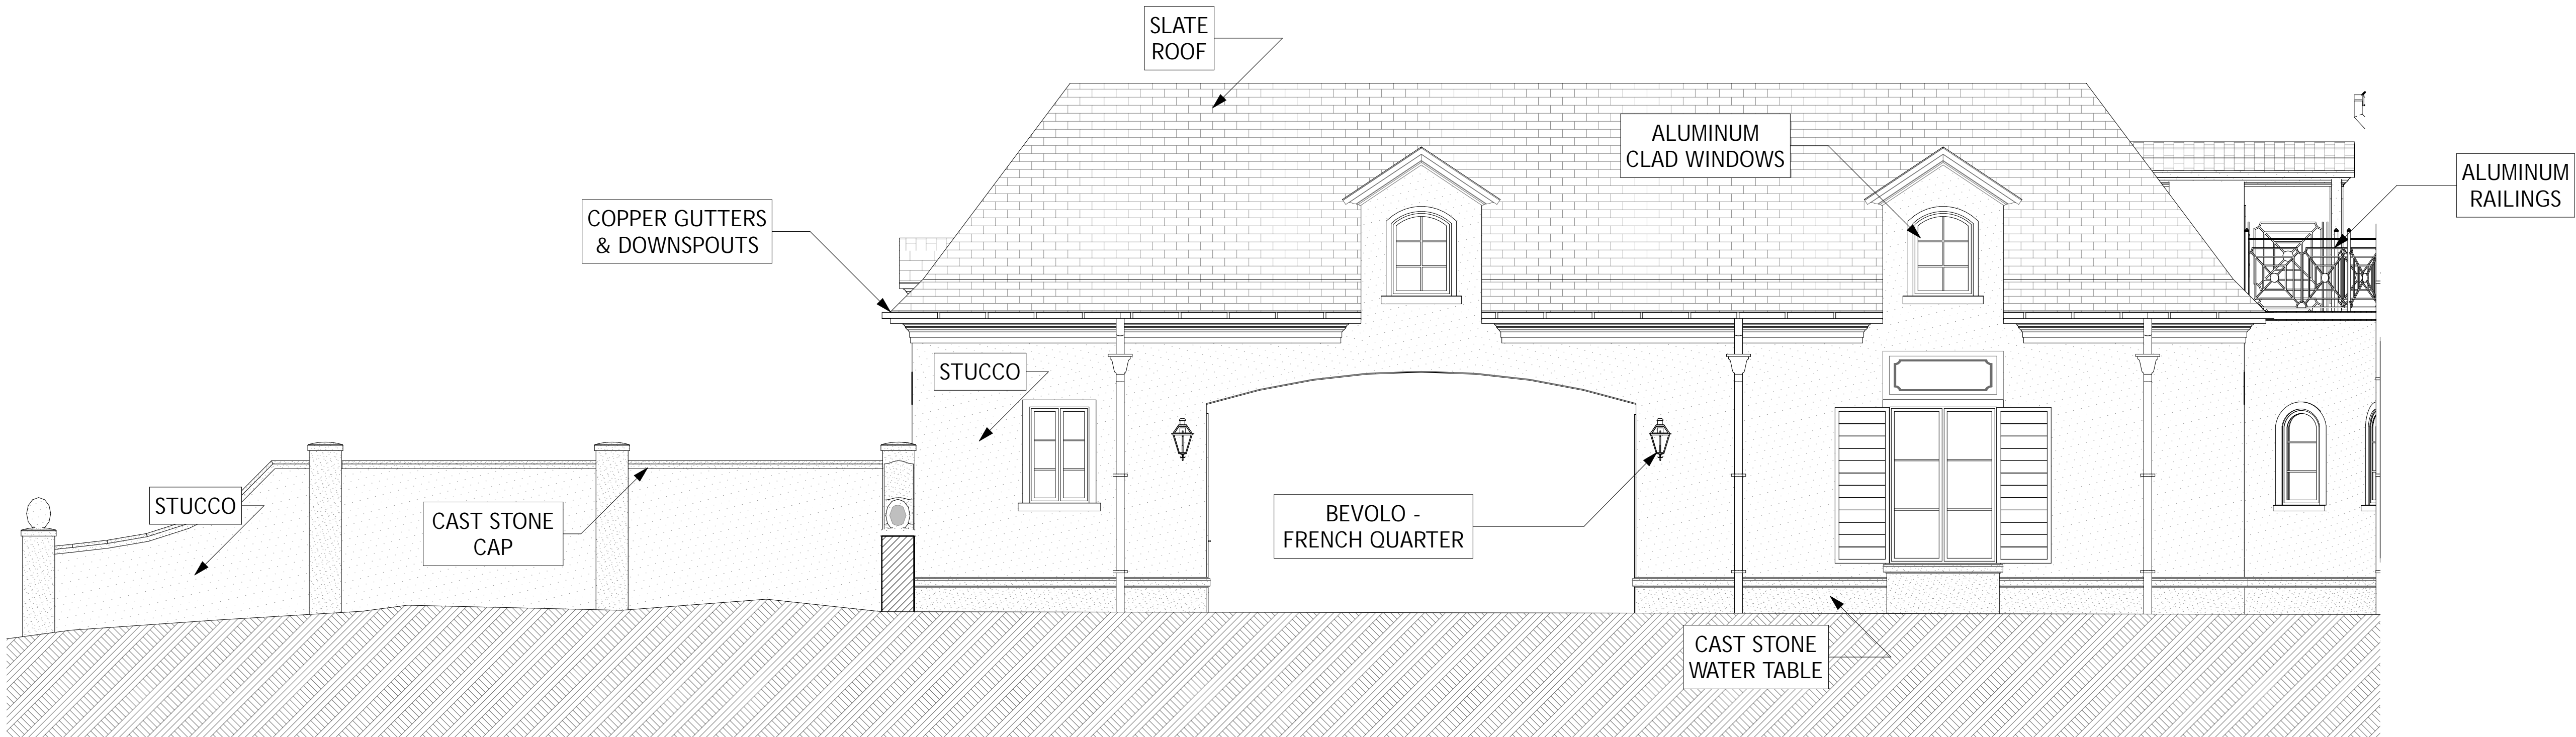 SLATE
ROOF
ALUMINUM
CLAD WINDOWS
ALUMINUM
RAILINGS
COPPER GUTTERS
& DOWNSPOUTS
STUCCO
STUCCO
CAST STONE
CAP
BEVOLO -
FRENCH QUARTER
CAST STONE
WATER TABLE